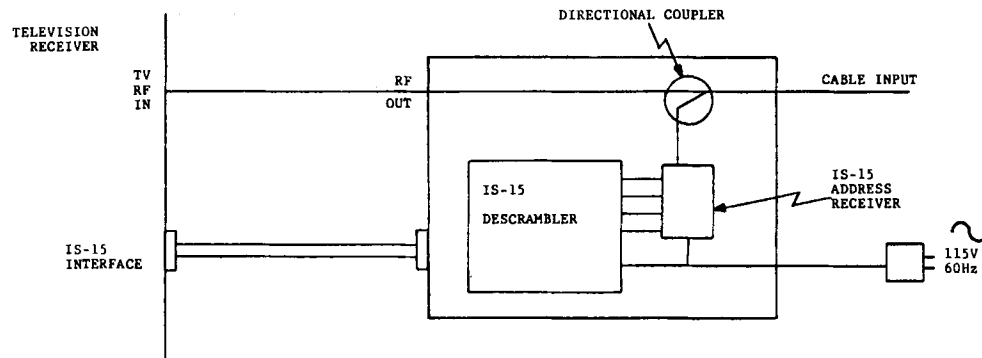 DIRECTIONAL COUPLER
TELEVISION
RECEIVER
TV
RF
IN
RF
OUT
CABLE INPUT
IS-15
DESCRAMBLER
IS-15
ADDRESS
RECEIVER
IS-15
INTERFACE
115V
60Hz